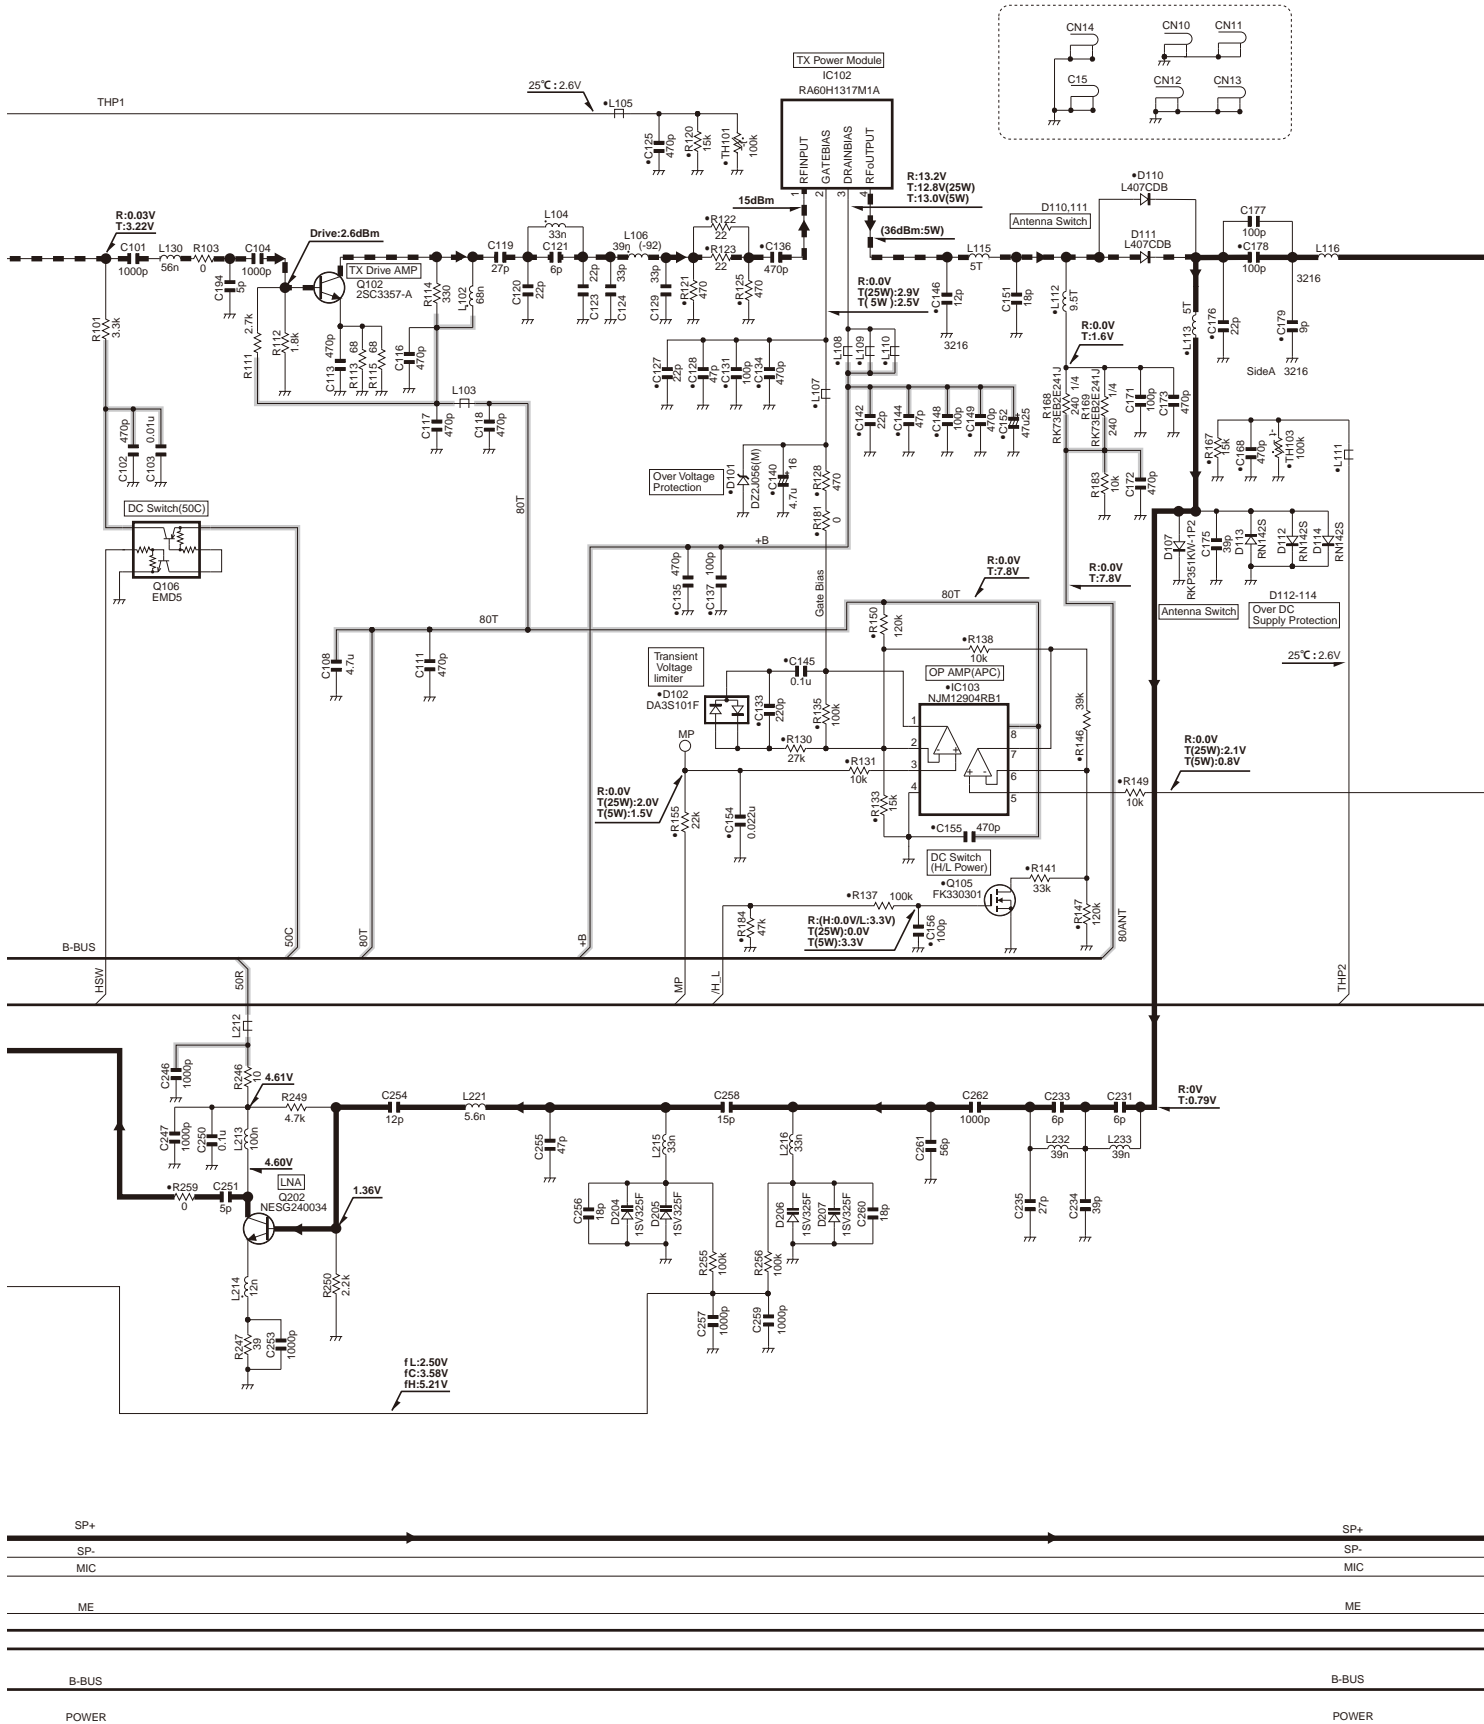 CN14
CN10
CN11
C15
CN12
CN13
TX Power Module
IC102
RA60H1317M1A
THP1
25℃ : 2.6V
•L105
•C125
470p
•R120
15k
•TH101
100k
RFINPUT
GATEBIAS
DRAINBIAS
RFoUTPUT
1
2
3
4
15dBm
R:13.2V
T:12.8V(25W)
T:13.0V(5W)
(36dBm:5W)
R:0.03V
T:3.22V
C101
1000p
L130
56n
R103
0
C104
1000p
C194
5p
Drive:2.6dBm
TX Drive AMP
Q102
2SC3357-A
R101
3.3k
2.7k
R111
R112
1.8k
470p
C113
68
R113
68
R115
R114
330
L102
68n
C116
470p
L103
C117
470p
C118
470p
C119
27p
L104
33n
C121
6p
C120
22p
22p
C123
33p
C124
L106
39n (-92)
33p
C129
•R121
470
•R122
22
•R123
22
•R125
470
•C136
470p
R:0.0V
T(25W):2.9V
T( 5W ):2.5V
L115
5T
•C146
12p
3216
C151
18p
D110,111
Antenna Switch
•D110
L407CDB
D111
L407CDB
•L112
9.5T
C177
100p
•C178
100p
L116
3216
5T
•L113
•C176
22p
•C179
9p
SideA 3216
R:0.0V
T:1.6V
R168
RK73EB2E241J
240 1/4
R169
RK73EB2E241J
240
1/4
C171
100p
C173
470p
R183
10k
C172
470p
•R167
15k
•C168
470p
•TH103
100k
•L111
•C127
22p
•C128
47p
•C131
100p
•C134
470p
•L107
•L108
•L109
•L110
•C142
22p
•C144
47p
•C148
100p
•C149
470p
•C152
47u25
Over Voltage
Protection
•D101
DZ2J056(M)
•C140
4.7u
16
•R128
470
•R181
0
470p
C102
0.01u
C103
DC Switch(50C)
Q106
EMD5
80T
+B
470p
•C135
100p
•C137
Gate Bias
80T
C108
4.7u
C111
470p
80T
R:0.0V
T:7.8V
R:0.0V
T:7.8V
D107
RKP351KW-1P2
C175
39p
D113
RN142S
D112
RN142S
D114
RN142S
Antenna Switch
D112-114
Over DC
Supply Protection
25℃ : 2.6V
•R150
120k
•R138
10k
Transient
Voltage
limiter
•D102
DA3S101F
•C145
0.1u
•C133
220p
•R135
100k
•R130
27k
OP AMP(APC)
•IC103
NJM12904RB1
1
2
3
4
8
7
6
5
39k
•R146
MP
R:0.0V
T(25W):2.0V
T(5W):1.5V
•R155
22k
•C154
0.022u
•R131
10k
•R133
15k
•C155
470p
•R149
10k
R:0.0V
T(25W):2.1V
T(5W):0.8V
DC Switch
(H/L Power)
•Q105
FK330301
•R141
33k
•R137
100k
•R184
47k
R:(H:0.0V/L:3.3V)
T(25W):0.0V
T(5W):3.3V
•C156
100p
•R147
120k
80ANT
B-BUS
50C
80T
+B
HSW
50R
MP
/H_L
THP2
L212
C246
1000p
R246
10
4.61V
R249
4.7k
C247
1000p
C250
0.1u
L213
100n
4.60V
•R259
0
C251
5p
LNA
Q202
NESG240034
1.36V
C254
12p
L221
5.6n
C255
47p
C258
15p
L215
33n
L216
33n
C261
56p
C262
1000p
C233
6p
C231
6p
R:0V
T:0.79V
L232
39n
L233
39n
C235
27p
C234
39p
C256
18p
D204
1SV325F
D205
1SV325F
D206
1SV325F
D207
1SV325F
C260
18p
R255
100k
R256
100k
C257
1000p
C259
1000p
L214
12n
R250
2.2k
R247
39
C253
1000p
fL:2.50V
fC:3.58V
fH:5.21V
SP+
SP+
SP-
SP-
MIC
MIC
ME
ME
B-BUS
B-BUS
POWER
POWER